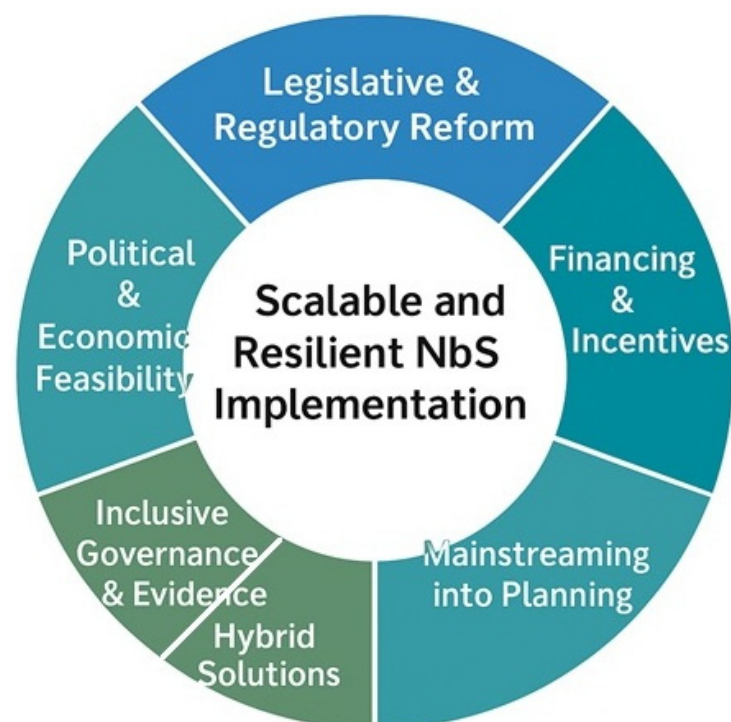 Legislative &
Regulatory Reform
Financing
&
Incentives
Mainstreaming
into Planning
Hybrid
Solutions
Inclusive
Governance
& Evidence
Political
&
Economic
Feasibility
Scalable and
Resilient NbS
Implementation